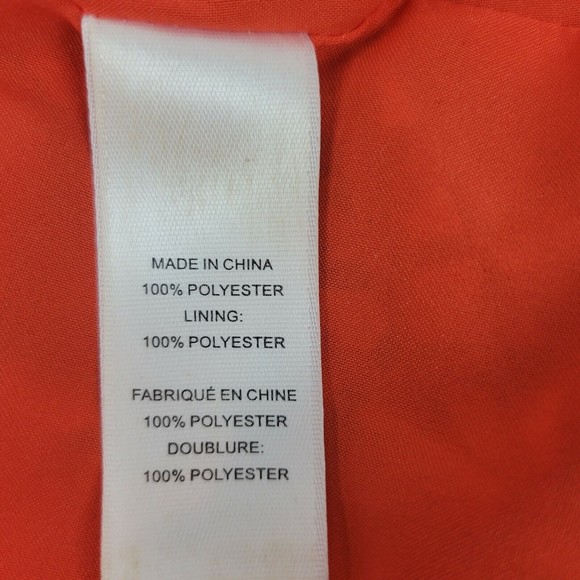 MADE IN CHINA
100% POLYESTER
LINING:
100% POLYESTER
FABRIQUÉ EN CHINE
100% POLYESTER
DOUBLURE:
100% POLYESTER